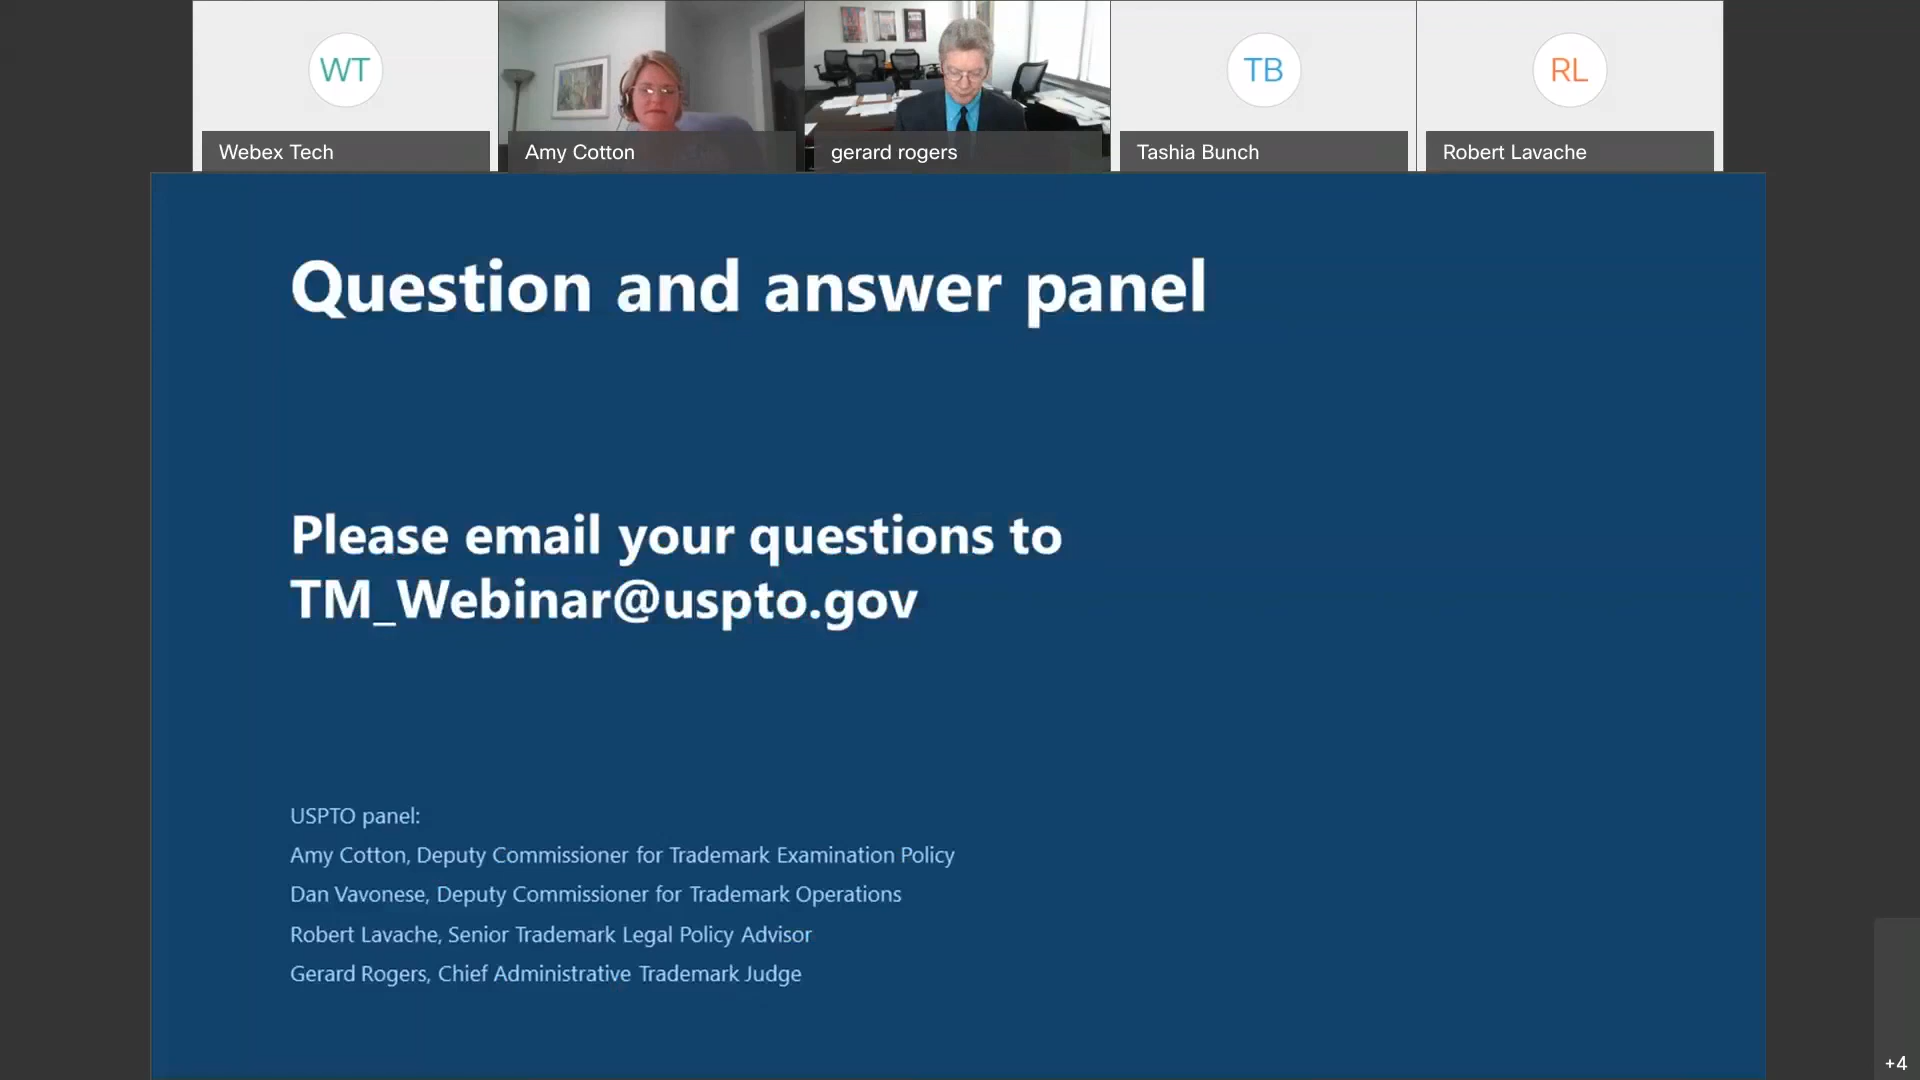 WT
TB
RL
Webex Tech
Amy Cotton
gerard rogers
Tashia Bunch
Robert Lavache
Question and answer panel
Please email your questions to
TM_Webinar@uspto.gov
USPTO panel:
Amy Cotton, Deputy Commissioner for Trademark Examination Policy
Dan Vavonese, Deputy Commissioner for Trademark Operations
Robert Lavache, Senior Trademark Legal Policy Advisor
Gerard Rogers, Chief Administrative Trademark Judge
+4